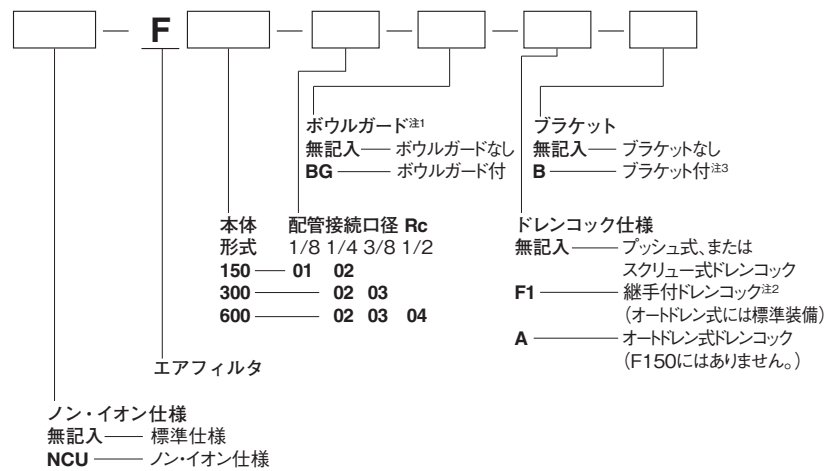 — F — — — —
ボウルガード注1
無記入 ボウルガードなし
BG ボウルガード付
ブラケット
無記入 ブラケットなし
B ブラケット付注3
本体 配管接続口径 Rc
形式 1/8 1/4 3/8 1/2
150 01 02
300 02 03
600 02 03 04
ドレンコック仕様
無記入 プッシュ式、または
スクリュー式ドレンコック
F1 継手付ドレンコック注2
（オートドレン式には標準装備）
A オートドレン式ドレンコック
（F150にはありません。）
エアフィルタ
ノン・イオン仕様
無記入 標準仕様
NCU ノン・イオン仕様